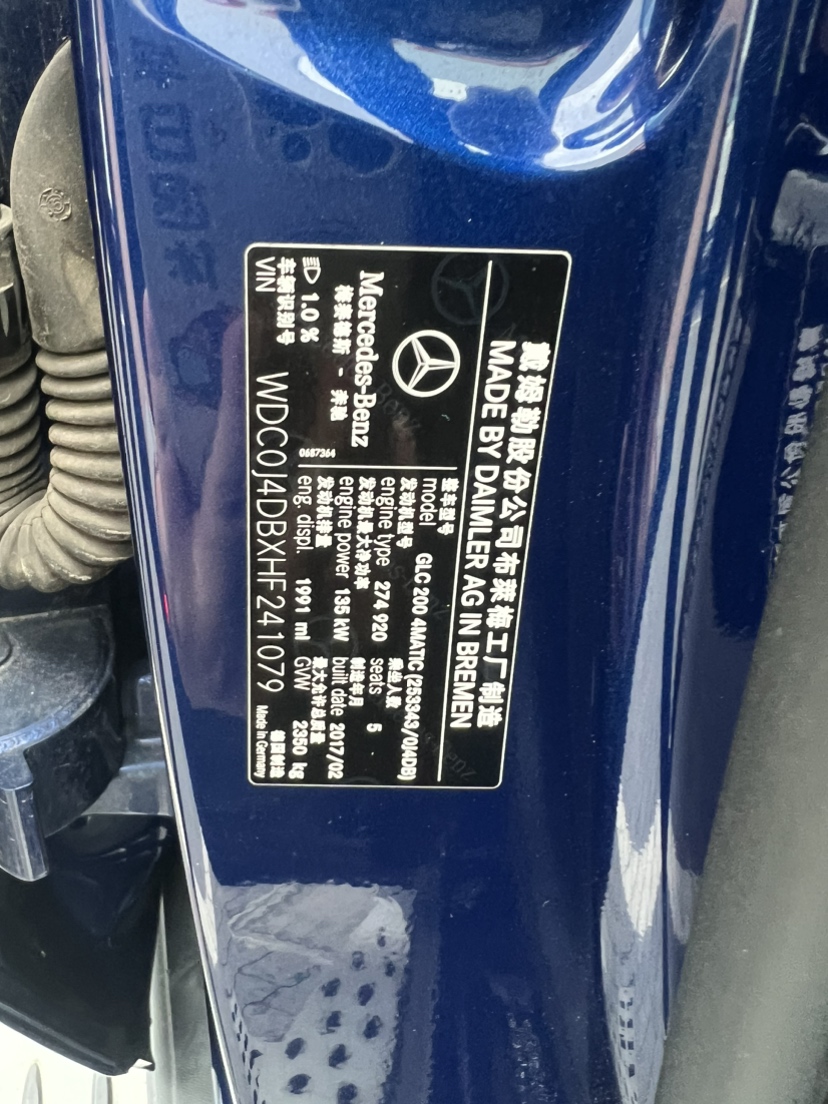 戴姆勒股份公司布莱梅工厂制造
MADE BY DAIMLER AG IN BREMEN
Mercedes-Benz
梅赛德斯 - 奔驰
1.0 %
0687364
整车型号
model GLC 200 4MATIC (253343/0J4DB)
发动机型号 乘坐人数
engine type 274 920 seats 5
发动机最大净功率 制造年月
engine power 135 kW built date 2017/02
发动机排量 最大允许总质量
eng. displ. 1991 ml GVW 2350 kg
车辆识别号 德国制造
VIN WDC0J4DBXHF241079 Made In Germany